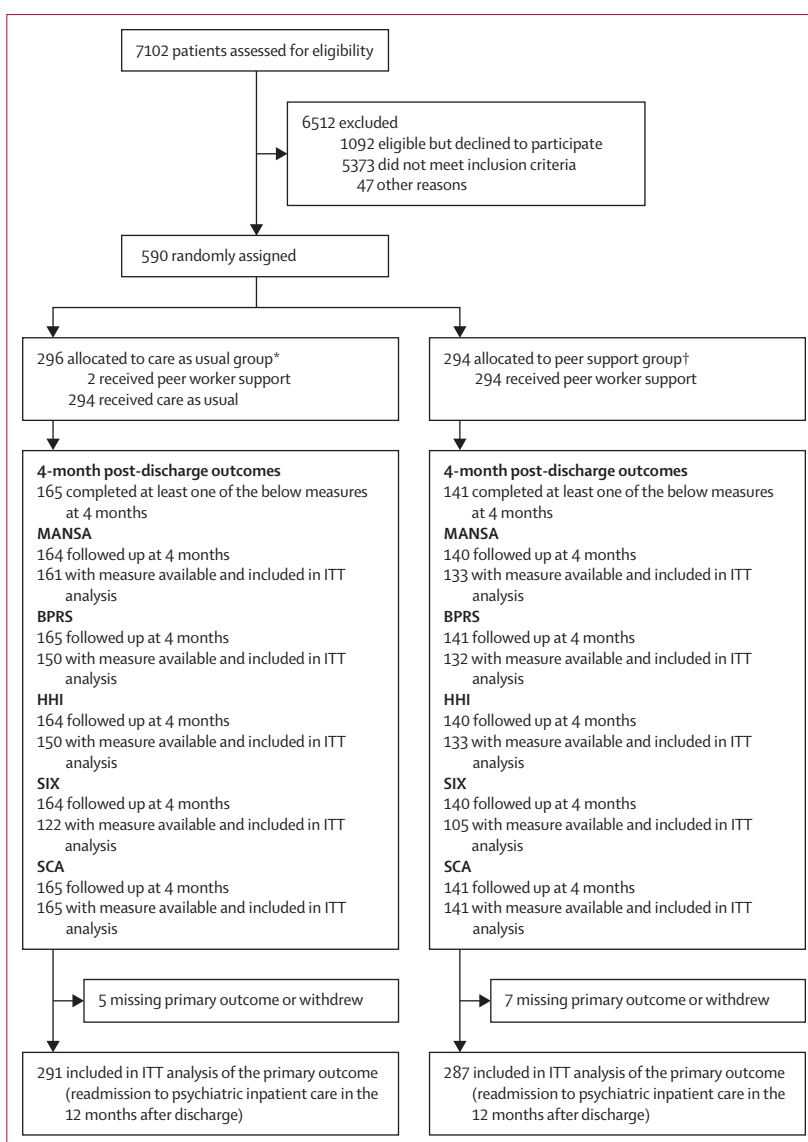 7102 patients assessed for eligibility
6512 excluded
1092 eligible but declined to participate
5373 did not meet inclusion criteria
47 other reasons
590 randomly assigned
296 allocated to care as usual group*
2 received peer worker support
294 received care as usual
294 allocated to peer support group†
294 received peer worker support
4-month post-discharge outcomes
165 completed at least one of the below measures
at 4 months
MANSA
164 followed up at 4 months
161 with measure available and included in ITT
analysis
BPRS
165 followed up at 4 months
150 with measure available and included in ITT
analysis
HHI
164 followed up at 4 months
150 with measure available and included in ITT
analysis
SIX
164 followed up at 4 months
122 with measure available and included in ITT
analysis
SCA
165 followed up at 4 months
165 with measure available and included in ITT
analysis
4-month post-discharge outcomes
141 completed at least one of the below measures
at 4 months
MANSA
140 followed up at 4 months
133 with measure available and included in ITT
analysis
BPRS
141 followed up at 4 months
132 with measure available and included in ITT
analysis
HHI
140 followed up at 4 months
133 with measure available and included in ITT
analysis
SIX
140 followed up at 4 months
105 with measure available and included in ITT
analysis
SCA
141 followed up at 4 months
141 with measure available and included in ITT
analysis
5 missing primary outcome or withdrew
7 missing primary outcome or withdrew
291 included in ITT analysis of the primary outcome
(readmission to psychiatric inpatient care in the
12 months after discharge)
287 included in ITT analysis of the primary outcome
(readmission to psychiatric inpatient care in the
12 months after discharge)